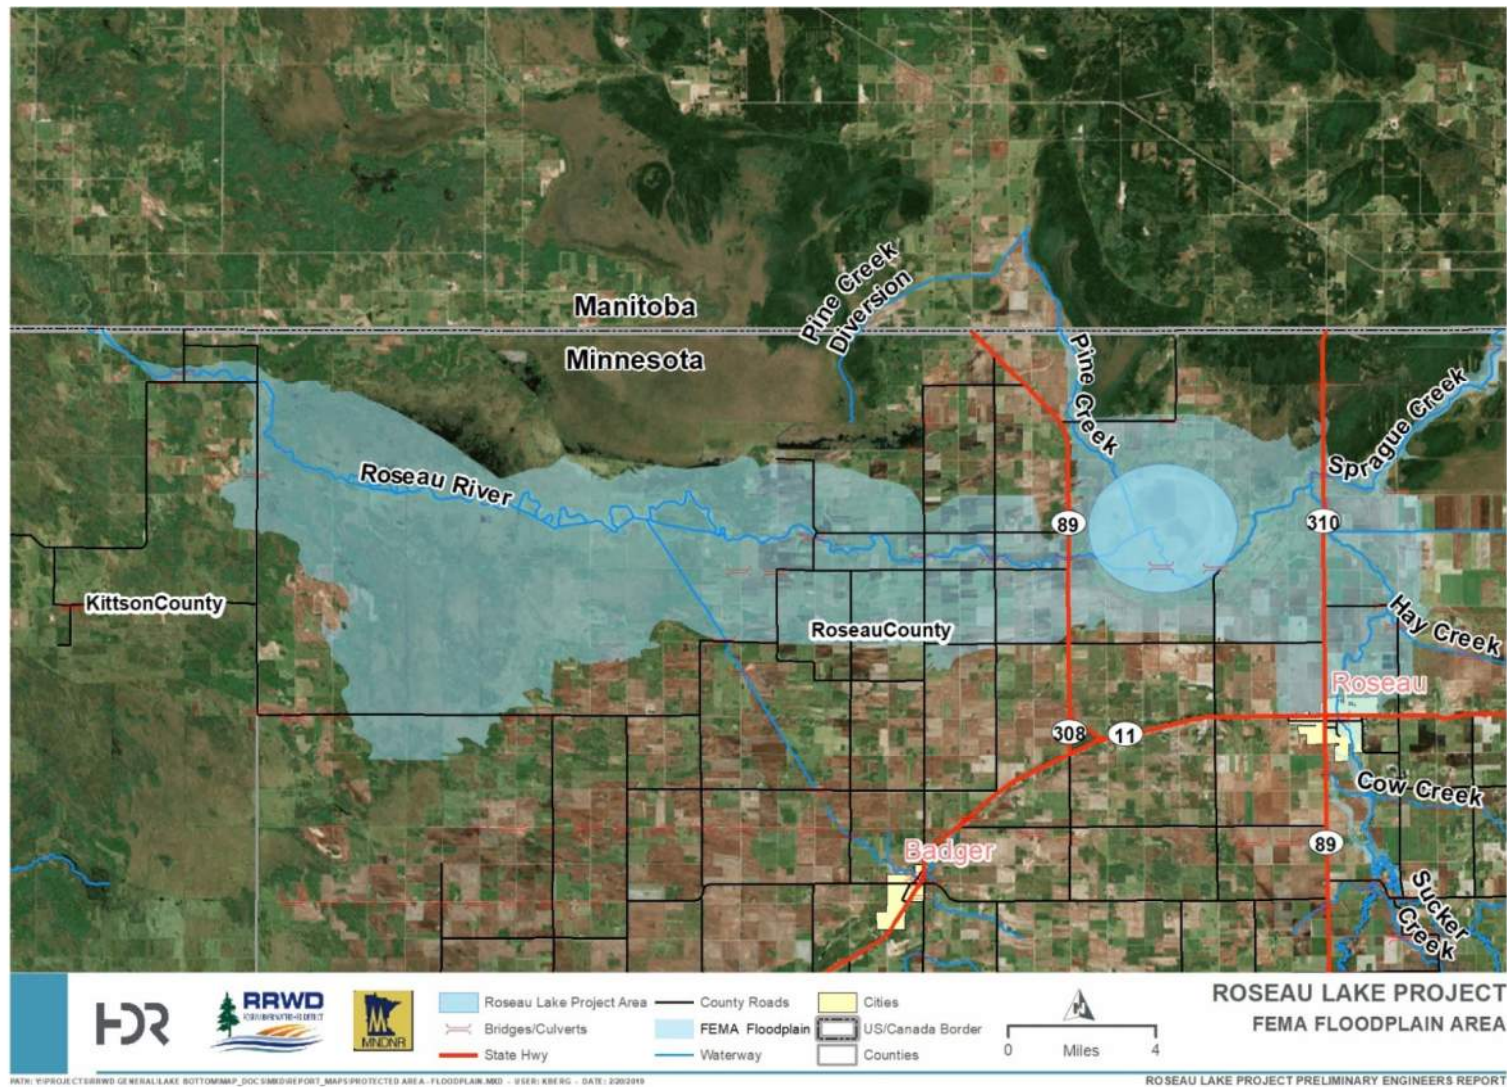 Manitoba
Minnesota
Pine Creek
Diversion
Pine Creek
Sprague Creek
Roseau River
89
310
KittsonCounty
RoseauCounty
Hay Creek
Roseau
308
11
Cow Creek
89
Badger
Sucker
Creek
HDR
RRWD
MNDNR
Roseau Lake Project Area
Bridges/Culverts
State Hwy
County Roads
FEMA Floodplain
Waterway
Cities
US/Canada Border
Counties
0 Miles 4
ROSEAU LAKE PROJECT
FEMA FLOODPLAIN AREA
ROSEAU LAKE PROJECT PRELIMINARY ENGINEERS REPORT